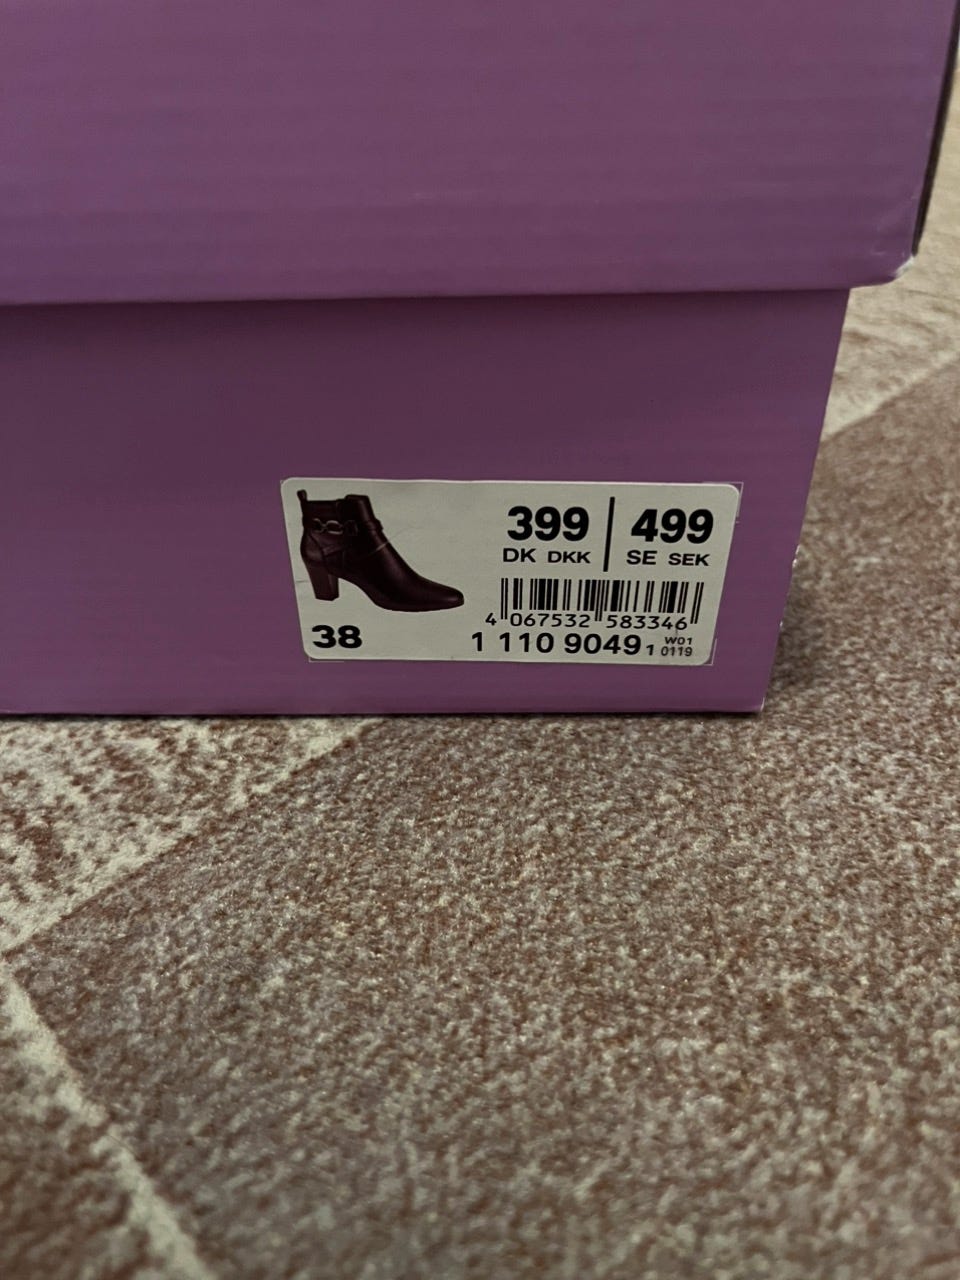 399 | 499
DK DKK SE SEK
4 067532 583346
38
1 110 9049 1 W01
0119